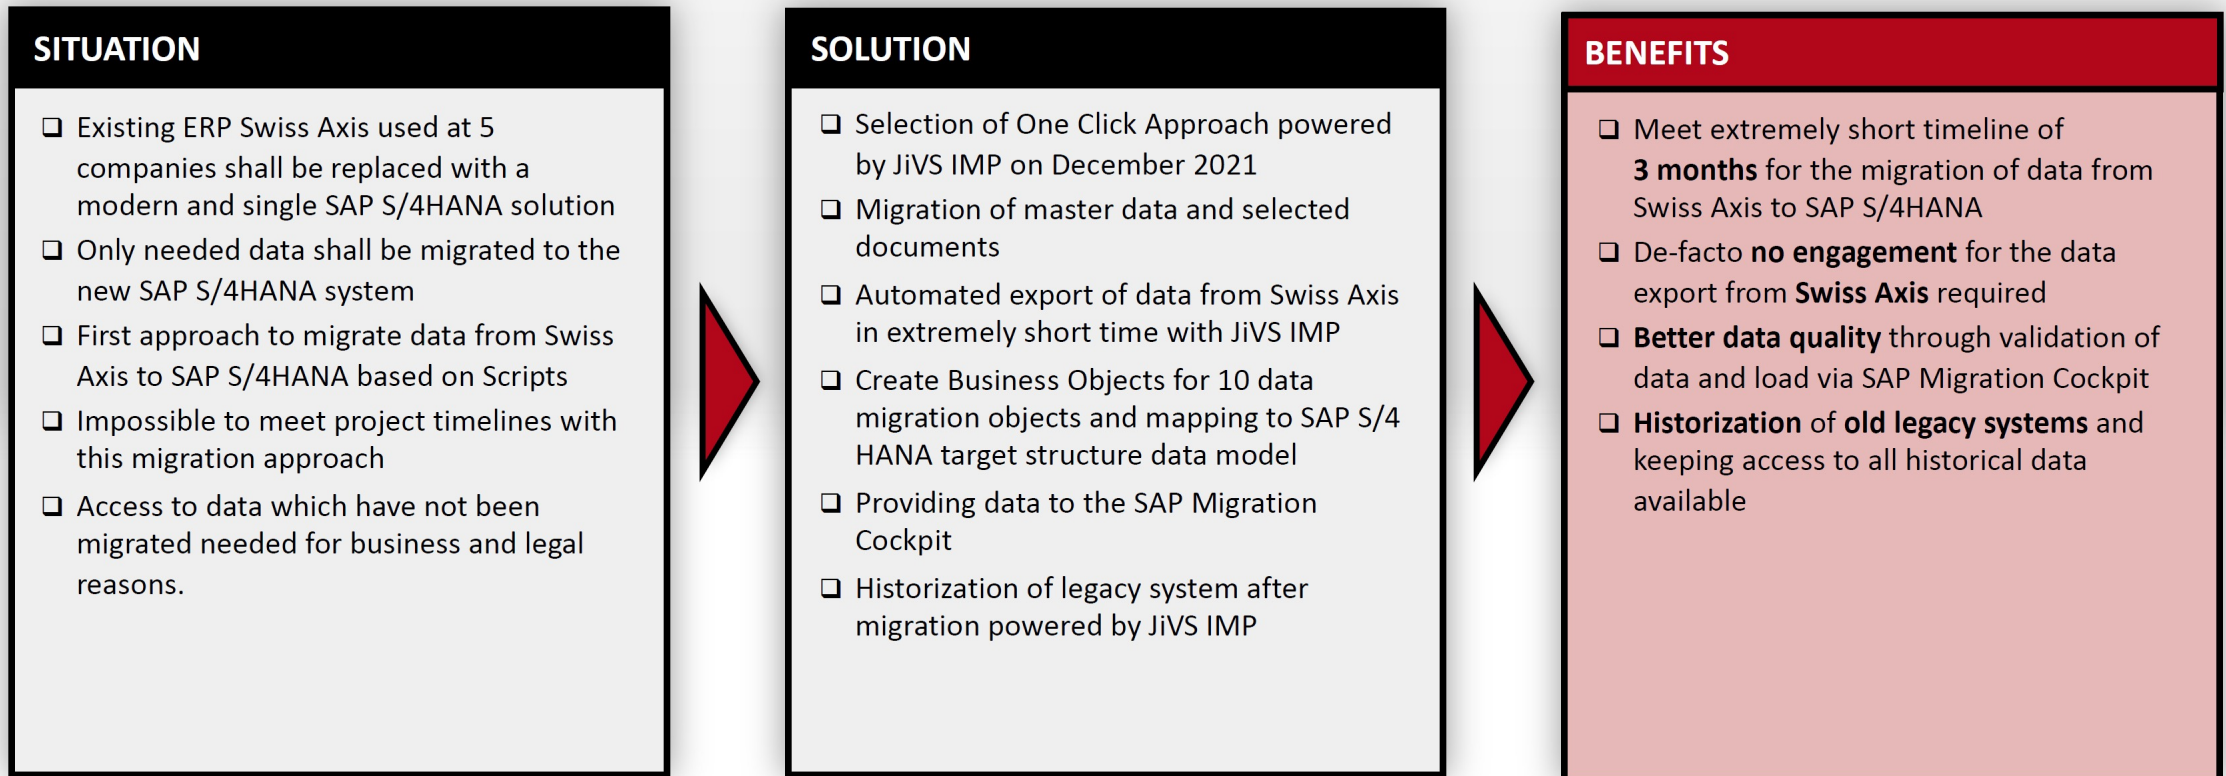 SITUATION
❑ Existing ERP Swiss Axis used at 5
companies shall be replaced with a
modern and single SAP S/4HANA solution
❑ Only needed data shall be migrated to the
new SAP S/4HANA system
❑ First approach to migrate data from Swiss
Axis to SAP S/4HANA based on Scripts
❑ Impossible to meet project timelines with
this migration approach
❑ Access to data which have not been
migrated needed for business and legal
reasons.
SOLUTION
❑ Selection of One Click Approach powered
by JiVS IMP on December 2021
❑ Migration of master data and selected
documents
❑ Automated export of data from Swiss Axis
in extremely short time with JiVS IMP
❑ Create Business Objects for 10 data
migration objects and mapping to SAP S/4
HANA target structure data model
❑ Providing data to the SAP Migration
Cockpit
❑ Historization of legacy system after
migration powered by JiVS IMP
BENEFITS
❑ Meet extremely short timeline of
3 months for the migration of data from
Swiss Axis to SAP S/4HANA
❑ De-facto no engagement for the data
export from Swiss Axis required
❑ Better data quality through validation of
data and load via SAP Migration Cockpit
❑ Historization of old legacy systems and
keeping access to all historical data
available